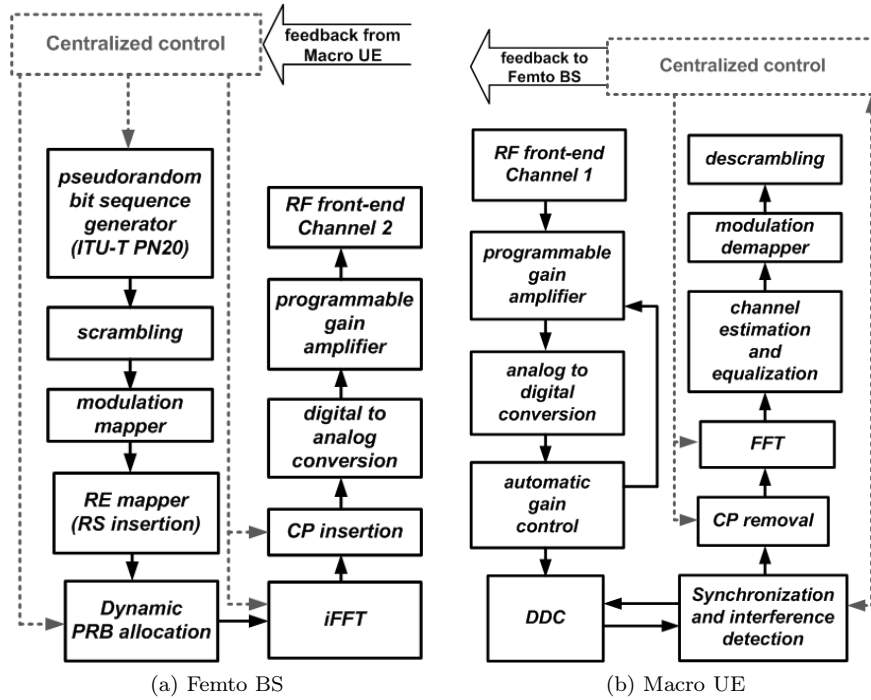 Centralized control
feedback from
Macro UE
pseudorandom
bit sequence
generator
(ITU-T PN20)
scrambling
modulation
mapper
RE mapper
(RS insertion)
Dynamic
PRB allocation
RF front-end
Channel 2
programmable
gain
amplifier
digital to
analog
conversion
CP insertion
iFFT
(a) Femto BS
feedback to
Femto BS
Centralized control
RF front-end
Channel 1
programmable
gain
amplifier
analog to
digital
conversion
automatic
gain
control
DDC
descrambling
modulation
demapper
channel
estimation
and
equalization
FFT
CP removal
Synchronization
and interference
detection
(b) Macro UE